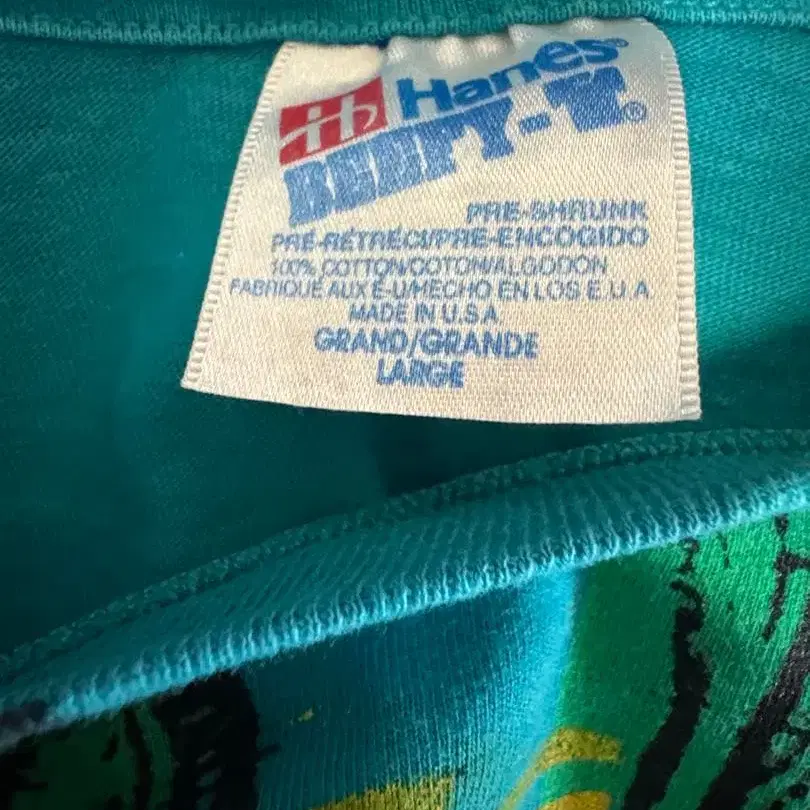 Hanes®
BEEFY-T®
PRE-SHRUNK
PRÉ-RÉTRÉCI/PRE-ENCOGIDO
100% COTTON/COTON/ALGODON
FABRIQUÉ AUX É-U/HECHO EN LOS E.U.A
MADE IN U.S.A
GRAND/GRANDE
LARGE